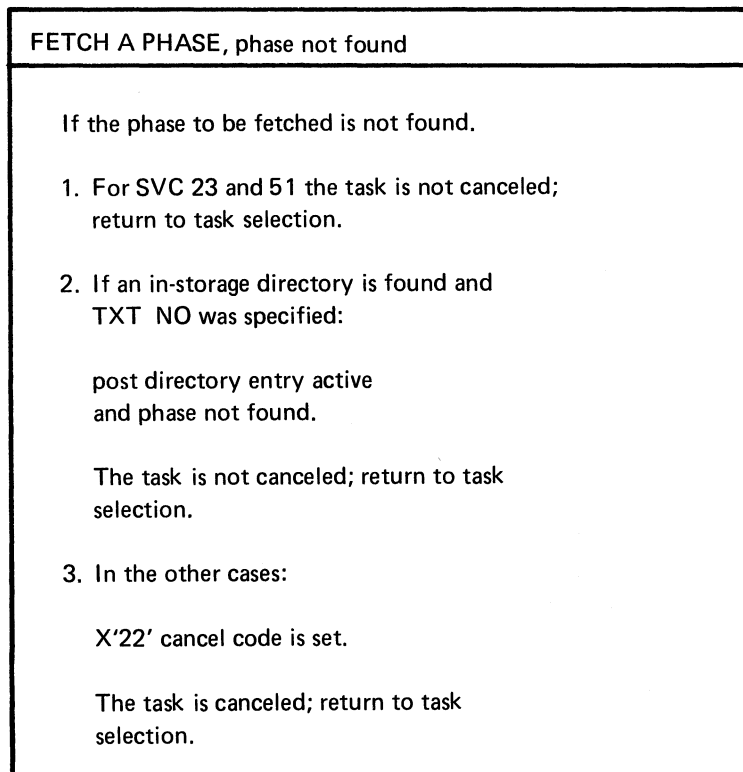 FETCH A PHASE, phase not found
If the phase to be fetched is not found.
1. For SVC 23 and 51 the task is not canceled;
return to task selection.
2. If an in-storage directory is found and
TXT NO was specified:
post directory entry active
and phase not found.
The task is not canceled; return to task
selection.
3. In the other cases:
X'22' cancel code is set.
The task is canceled; return to task
selection.